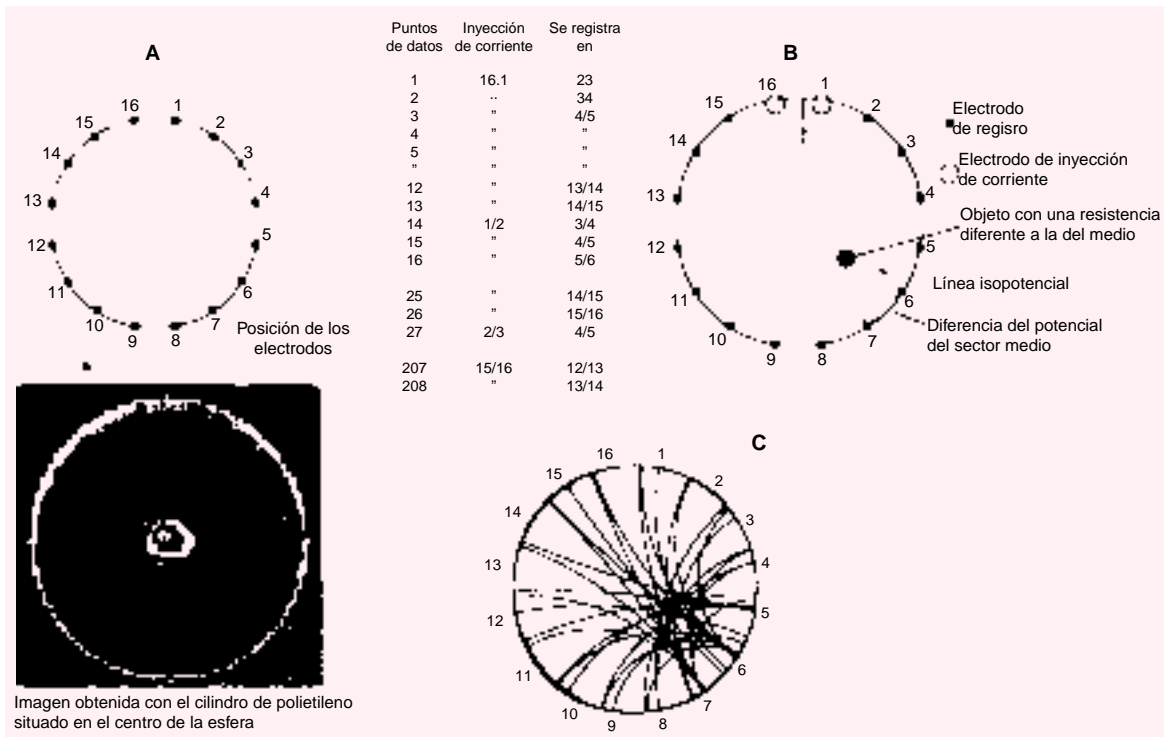 A
16
1
15
2
14
3
13
4
12
5
11
6
10
7
9
8
Posición de los
electrodos
Imagen obtenida con el cilindro de polietileno
situado en el centro de la esfera
Puntos Inyección Se registra
de datos de corriente en
1 16.1 23
2 ·· 34
3 ” 4/5
4 ” ”
5 ” ”
” ” ”
12 ” 13/14
13 ” 14/15
14 1/2 3/4
15 ” 4/5
16 ” 5/6
25 ” 14/15
26 ” 15/16
27 2/3 4/5
207 15/16 12/13
208 ” 13/14
B
16
1
15
2
14
3
13
4
12
5
11
6
10
7
9
8
Electrodo
de regisro
Electrodo de inyección
de corriente
Objeto con una resistencia
diferente a la del medio
Línea isopotencial
Diferencia del potencial
del sector medio
C
16
1
15
2
14
3
13
4
12
5
11
6
10
7
9
8